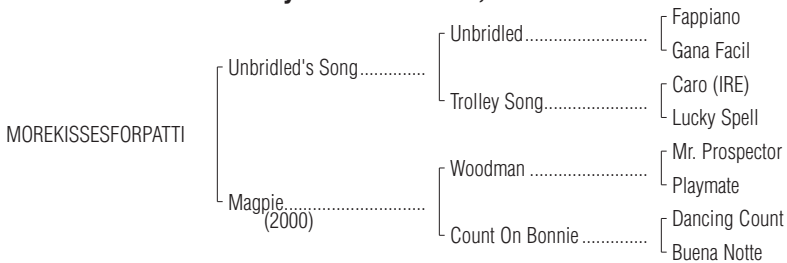 Fappiano
Unbridled
Gana Facil
Unbridled's Song
Caro (IRE)
Trolley Song
Lucky Spell
MOREKISSESFORPATTI
Mr. Prospector
Woodman
Playmate
Magpie
(2000)
Dancing Count
Count On Bonnie
Buena Notte